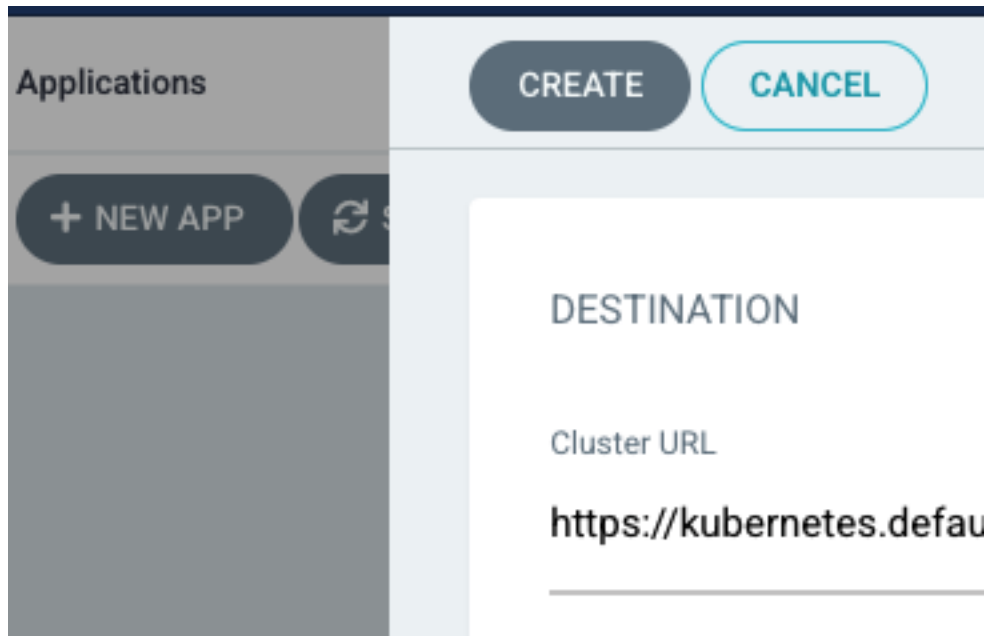 Applications
CREATE CANCEL
+ NEW APP
DESTINATION
Cluster URL
https://kubernetes.defau